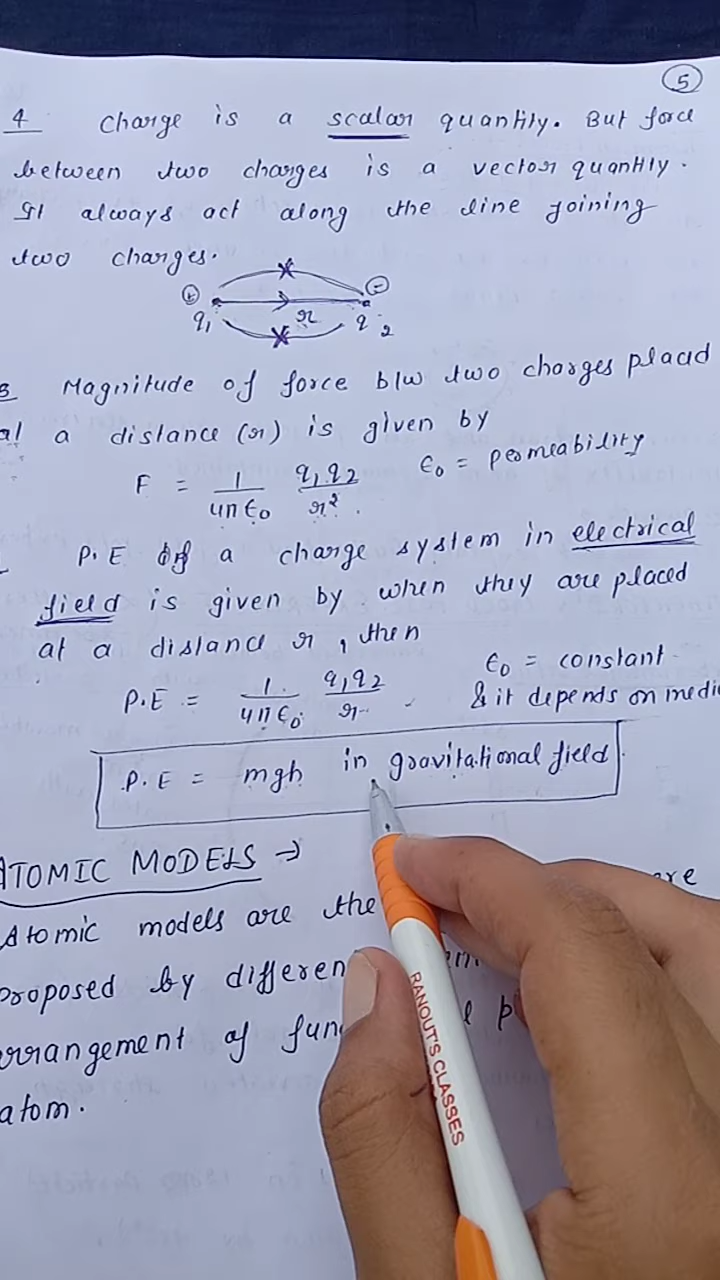 5
4 Charge is a scalar quantity. But force
between two charges is a vector quantity.
It always act along the line joining
two charges.
+ -
q1 r q2
3 Magnitude of force b/w two charges placed
at a distance (r) is given by
F = 1/4πϵ0 q1q2/r². ϵ0 = permeability
P.E of a charge system in electrical
field is given by when they are placed
at a distance r, then
P.E = 1/4πϵ0 q1q2/r. ϵ0 = constant
& it depends on medi
P.E = mgh in gravitational field.
ATOMIC MODELS →
Atomic models are the
proposed by differen
arrangement of fun
atom.
RANOUT'S CLASSES